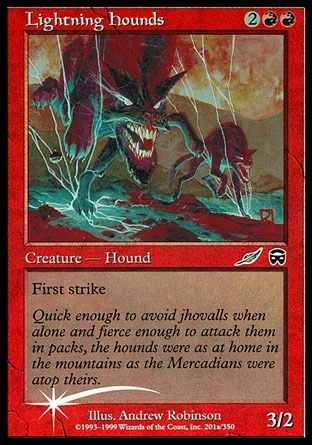 Lightning Hounds 2
Creature — Hound
First strike
Quick enough to avoid jhovalls when
alone and fierce enough to attack them
in packs, the hounds were as at home in
the mountains as the Mercadians were
atop theirs.
Illus. Andrew Robinson
3/2
©1993-1999 Wizards of the Coast, Inc. 201a/350